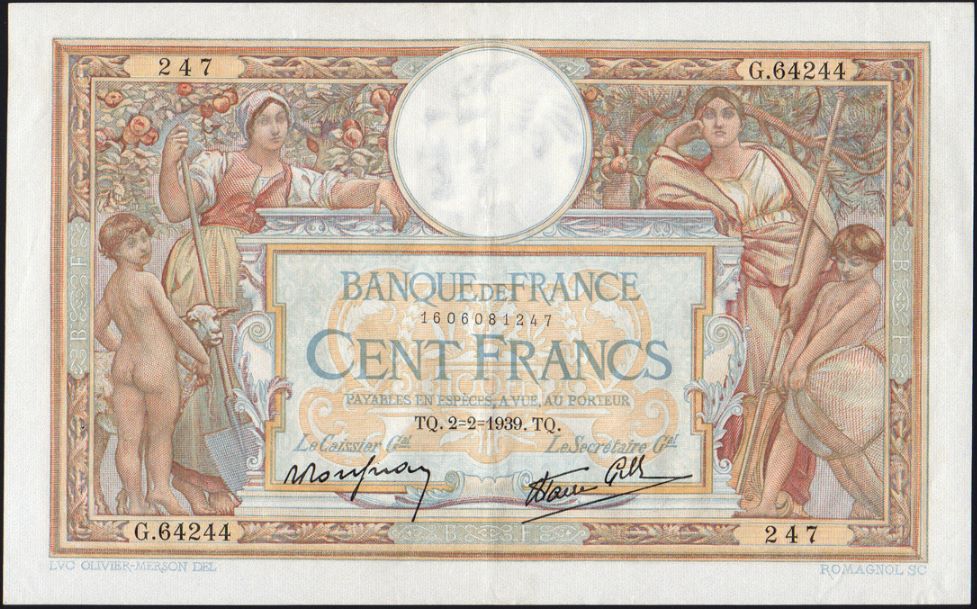 247 G.64244
BANQUE DE FRANCE
1606081247
CENT FRANCS
PAYABLES EN ESPÈCES, A VUE, AU PORTEUR
TQ. 2=2=1939. TQ.
Le Caissier Gal Le Secrétaire Gal
G.64244 B F 247
B F
B F
LVC OLIVIER-MERSON DEL ROMAGNOL SC